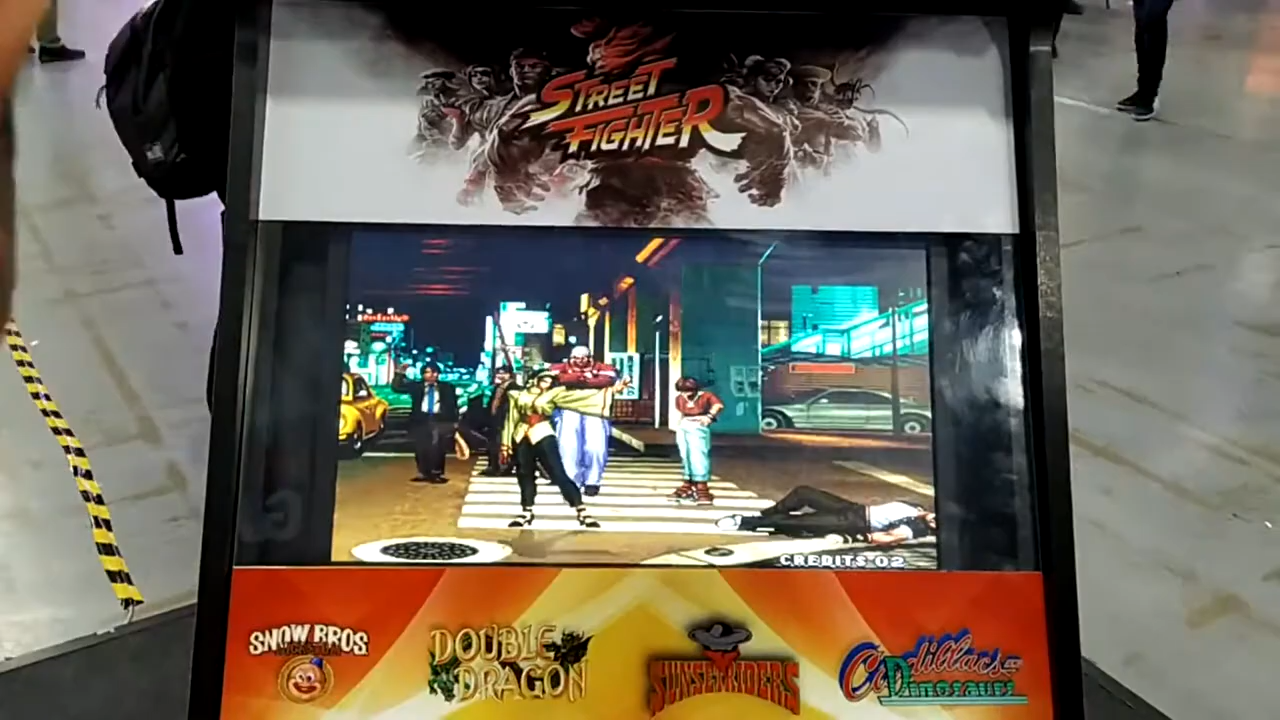 STREET
FIGHTER
CREDITS 02
SNOW BROS.
DOUBLE
DRAGON
SUNSET RIDERS
Cadillacs
Dinosaurs